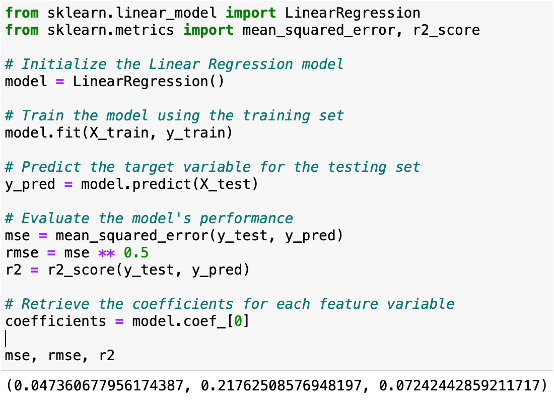 from sklearn.linear_model import LinearRegression
from sklearn.metrics import mean_squared_error, r2_score
# Initialize the Linear Regression model
model = LinearRegression()
# Train the model using the training set
model.fit(X_train, y_train)
# Predict the target variable for the testing set
y_pred = model.predict(X_test)
# Evaluate the model's performance
mse = mean_squared_error(y_test, y_pred)
rmse = mse ** 0.5
r2 = r2_score(y_test, y_pred)
# Retrieve the coefficients for each feature variable
coefficients = model.coef_[0]
mse, rmse, r2
(0.047360677956174387, 0.21762508576948197, 0.07242442859211717)